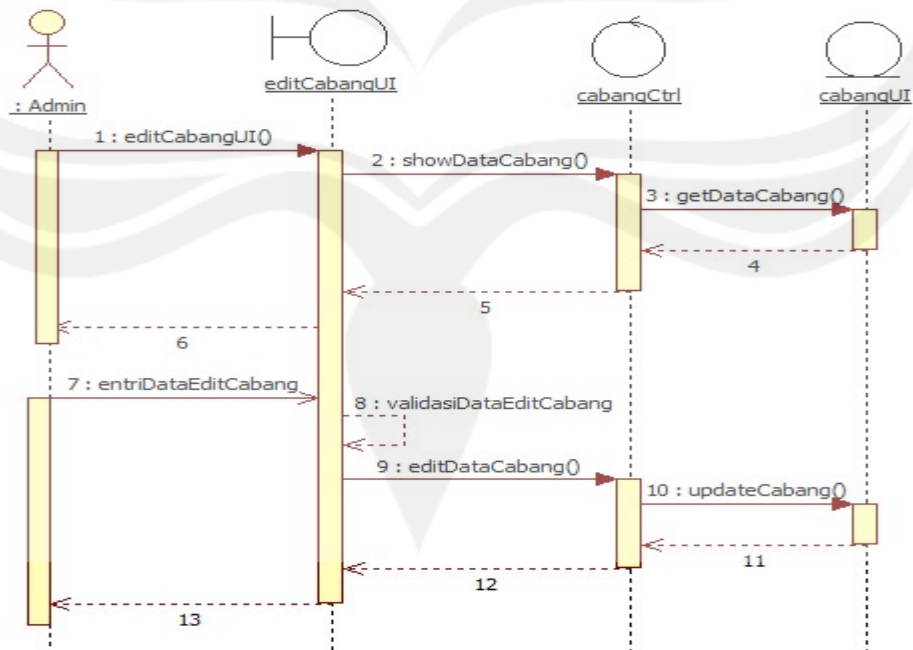 : Admin
editCabangUI
cabangCtrl
cabangUI
1 : editCabangUI()
2 : showDataCabang()
3 : getDataCabang()
4
5
6
7 : entriDataEditCabang
8 : validasiDataEditCabang
9 : editDataCabang()
10 : updateCabang()
11
12
13